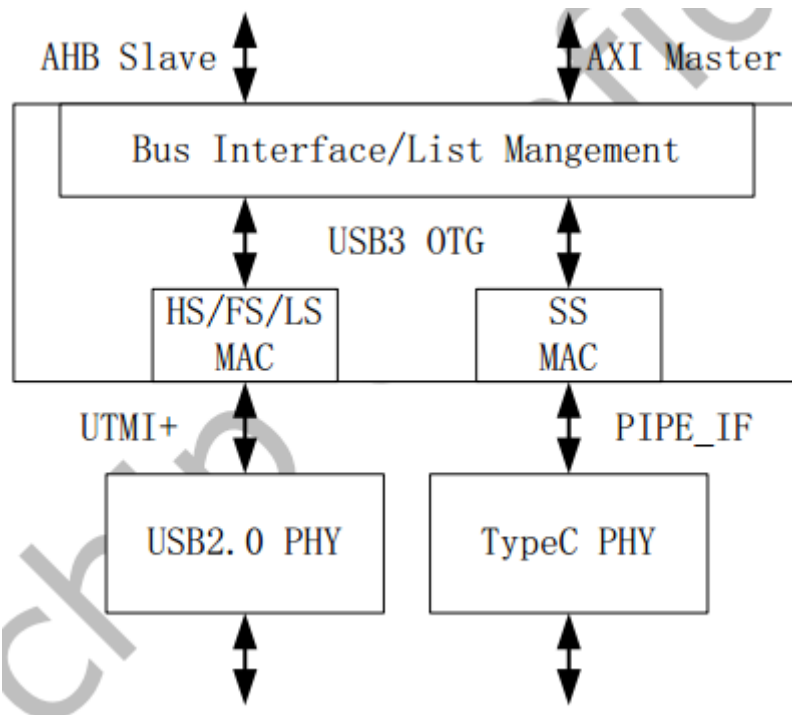 AHB Slave
AXI Master
Bus Interface/List Mangement
USB3 OTG
HS/FS/LS
MAC
SS
MAC
UTMI+
PIPE_IF
USB2.0 PHY
TypeC PHY